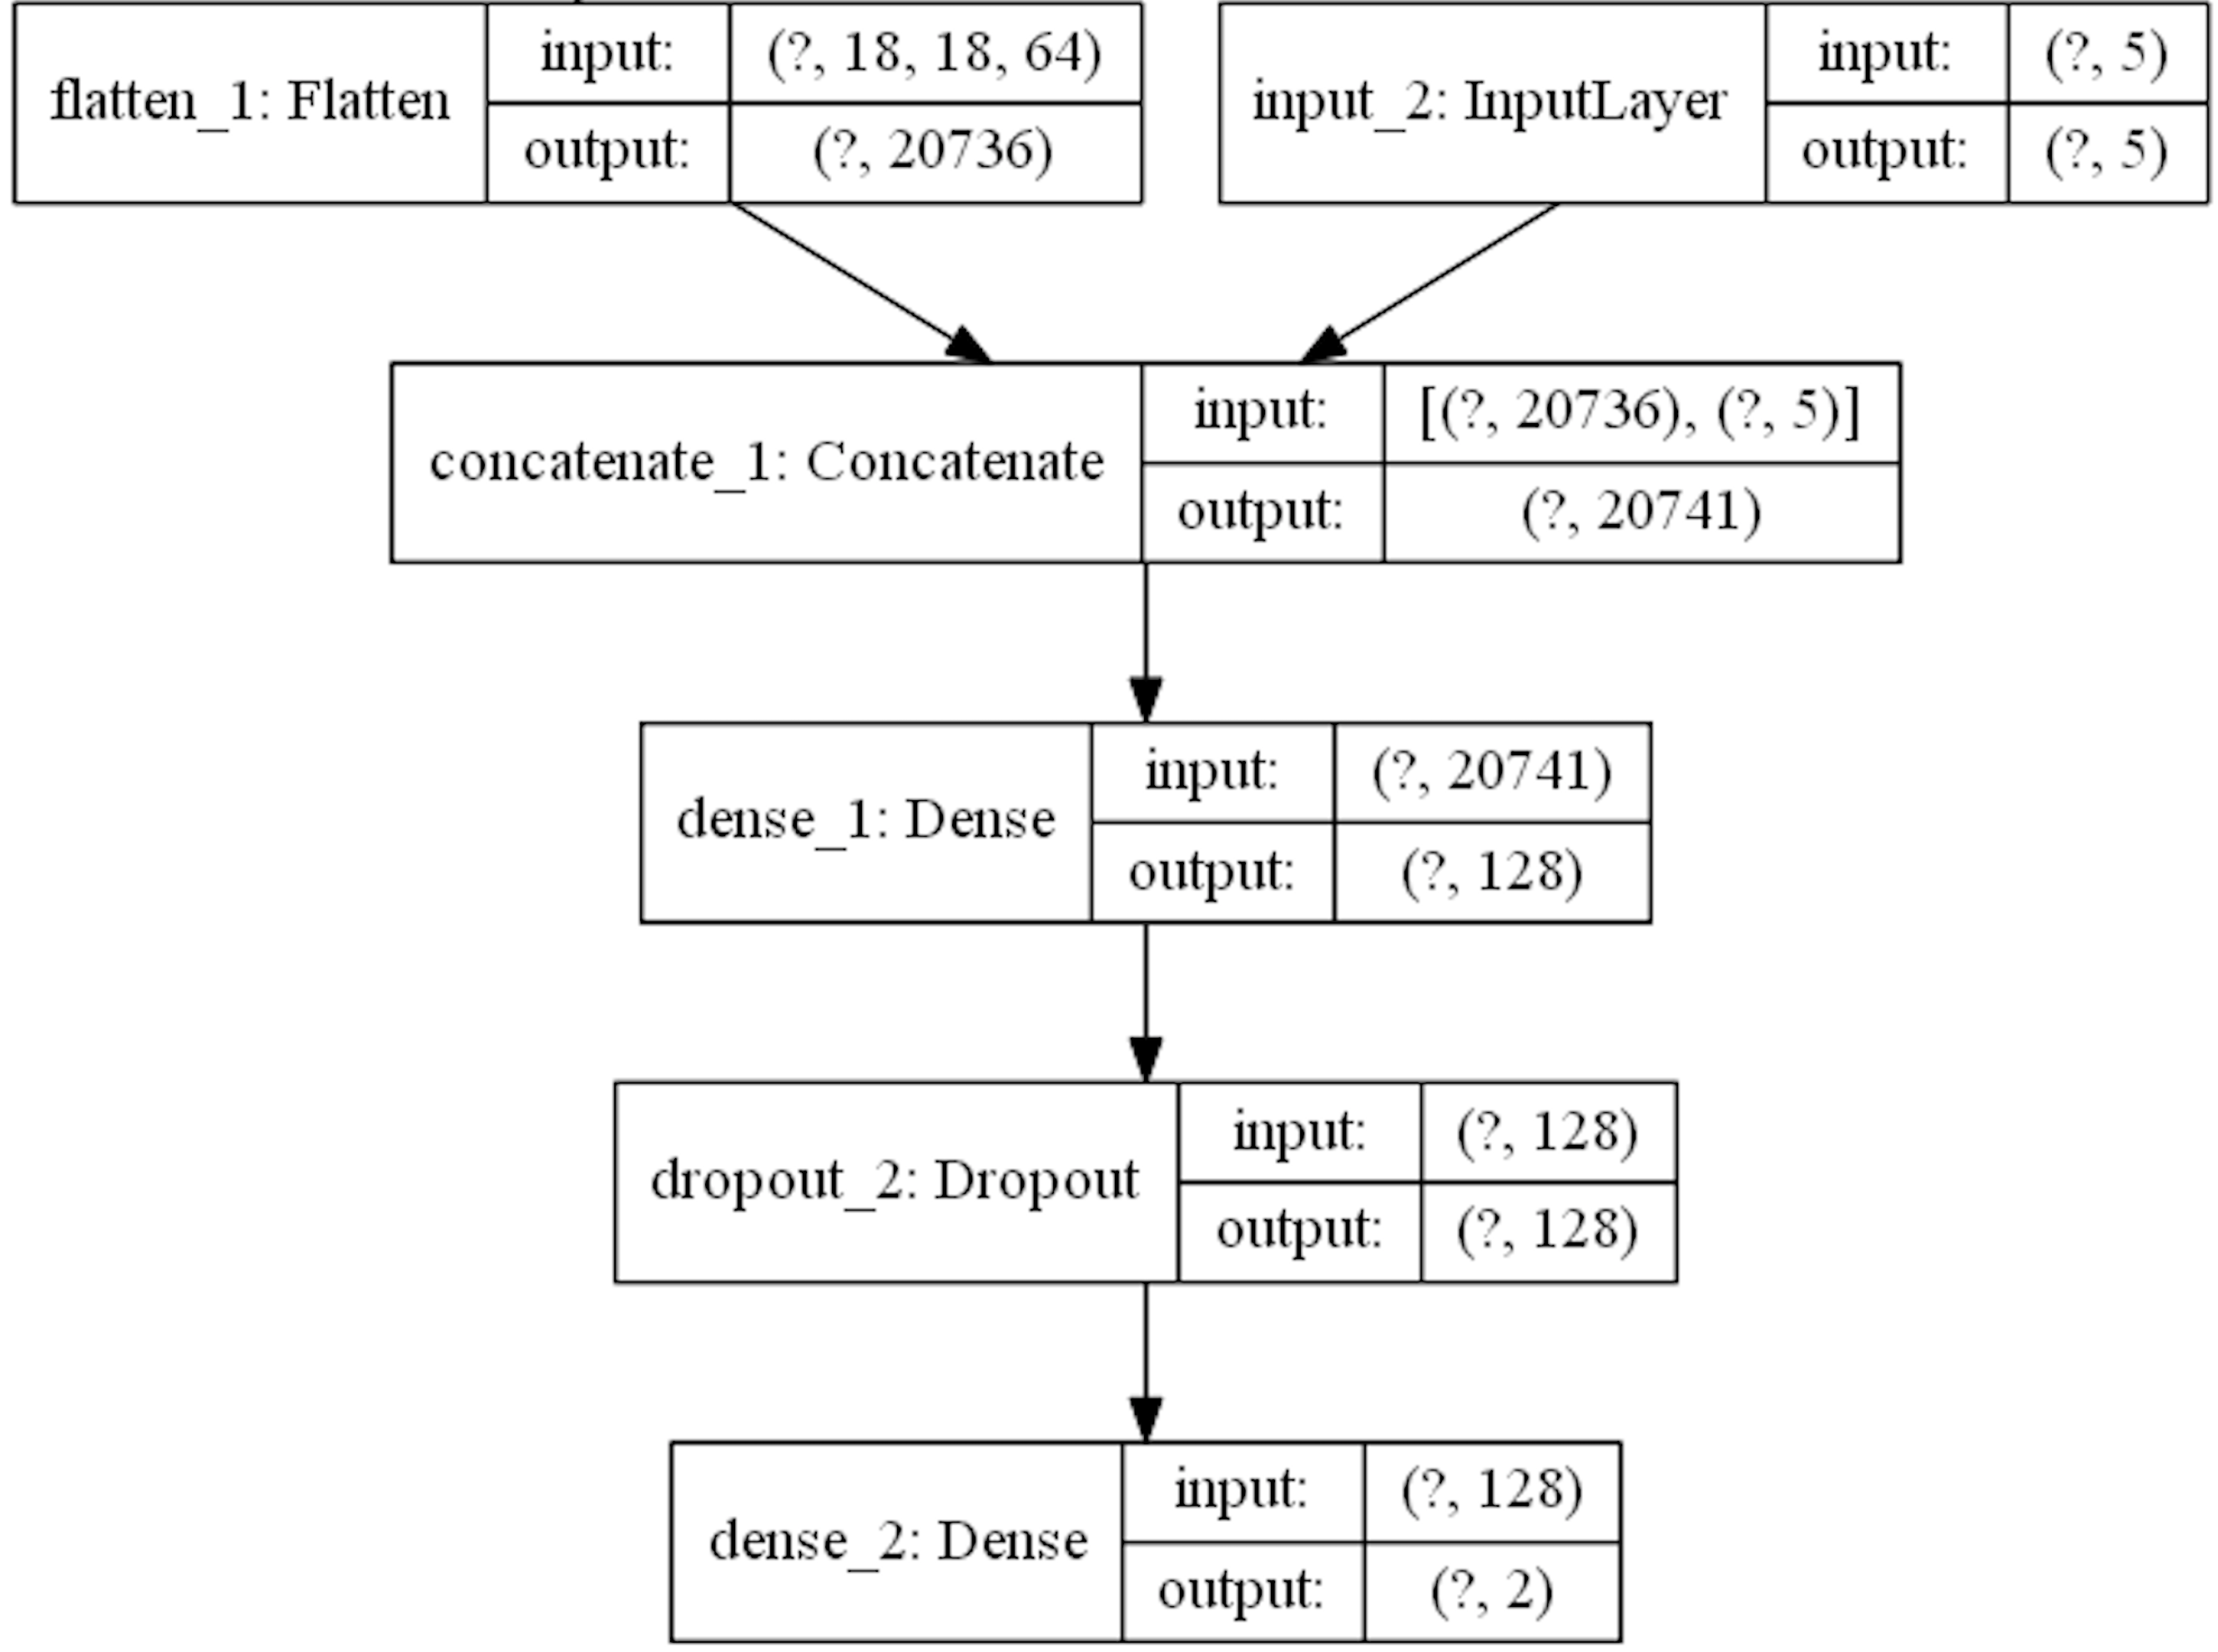 flatten_1: Flatten
input: (?, 18, 18, 64)
output: (?, 20736)
input_2: InputLayer
input: (?, 5)
output: (?, 5)
concatenate_1: Concatenate
input: [(?, 20736), (?, 5)]
output: (?, 20741)
dense_1: Dense
input: (?, 20741)
output: (?, 128)
dropout_2: Dropout
input: (?, 128)
output: (?, 128)
dense_2: Dense
input: (?, 128)
output: (?, 2)